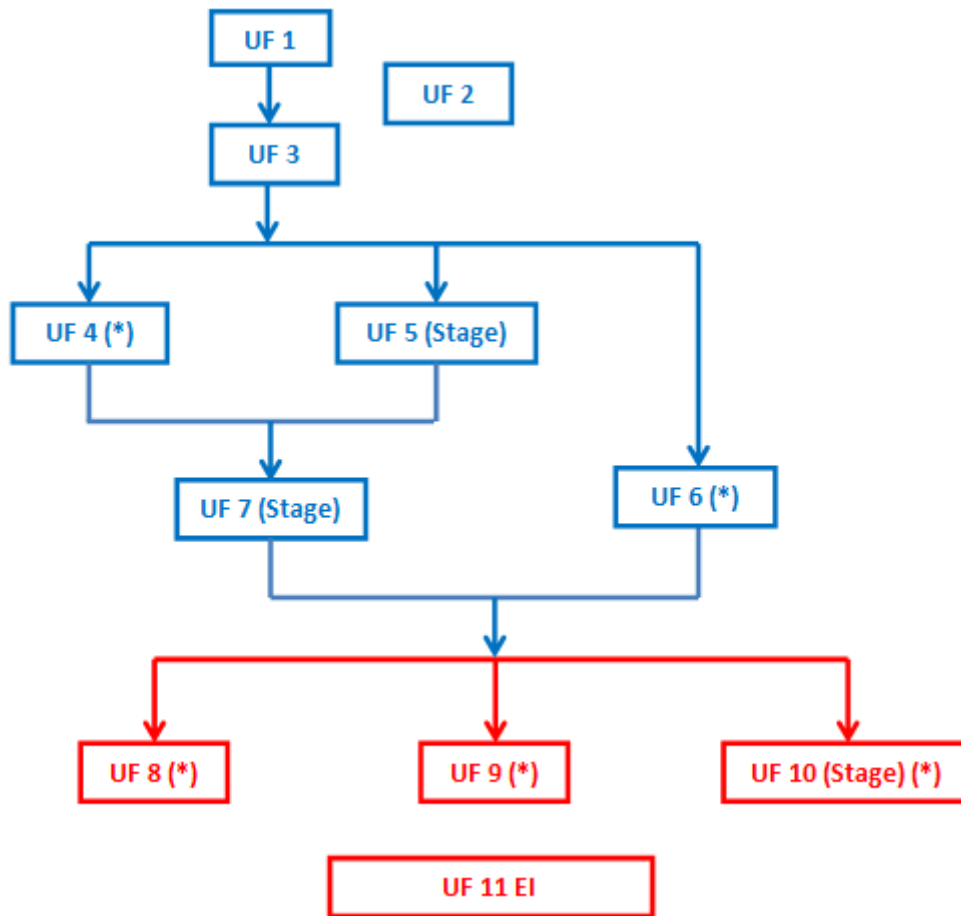 UF 1
UF 2
UF 3
UF 4 (*)
UF 5 (Stage)
UF 7 (Stage)
UF 6 (*)
UF 8 (*)
UF 9 (*)
UF 10 (Stage) (*)
UF 11 EI